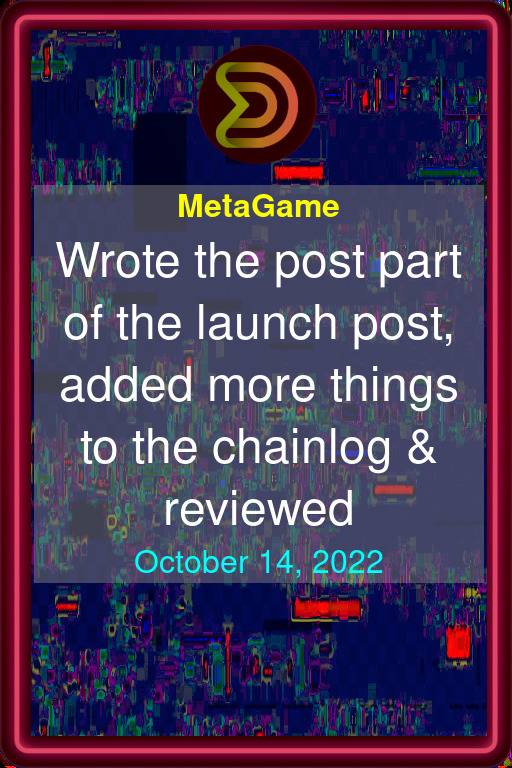 MetaGame
Wrote the post part
of the launch post,
added more things
to the chainlog &
reviewed
October 14, 2022